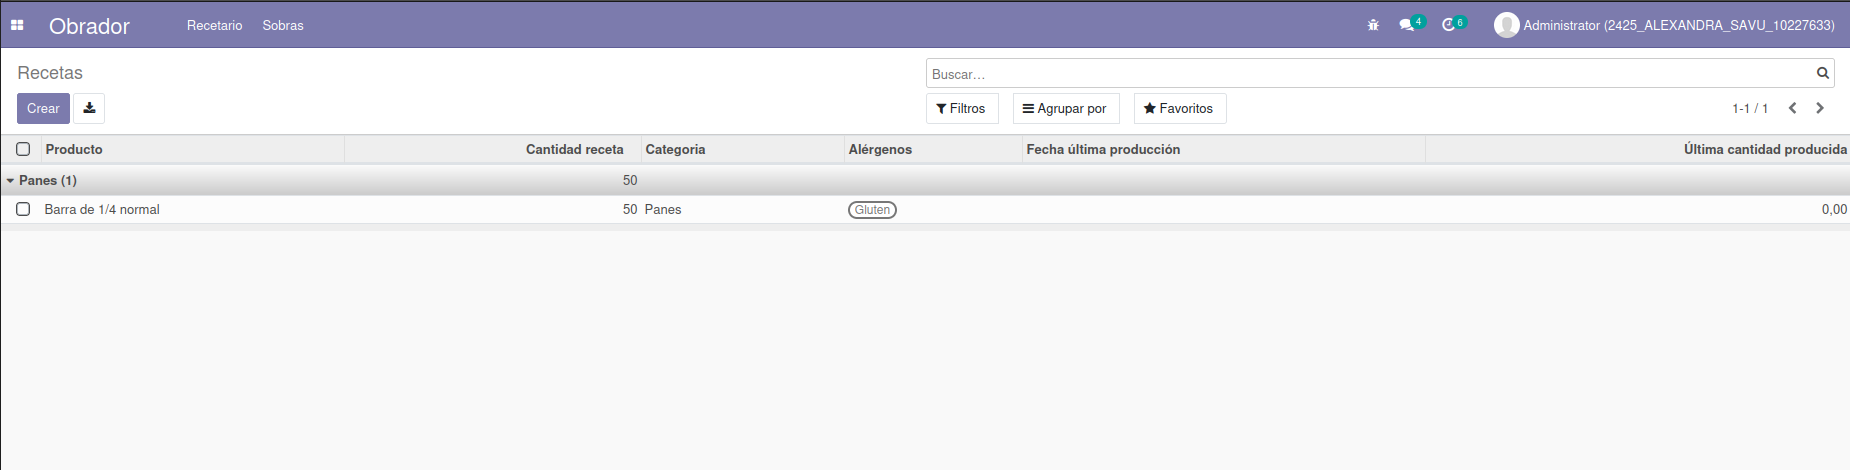 Obrador Recetario Sobras 4 6 Administrator (2425_ALEXANDRA_SAVU_10227633)
Recetas Buscar...
Crear Filtros Agrupar por Favoritos 1-1 / 1
Producto Cantidad receta Categoria Alérgenos Fecha última producción Última cantidad producida
Panes (1) 50
Barra de 1/4 normal 50 Panes Gluten 0,00